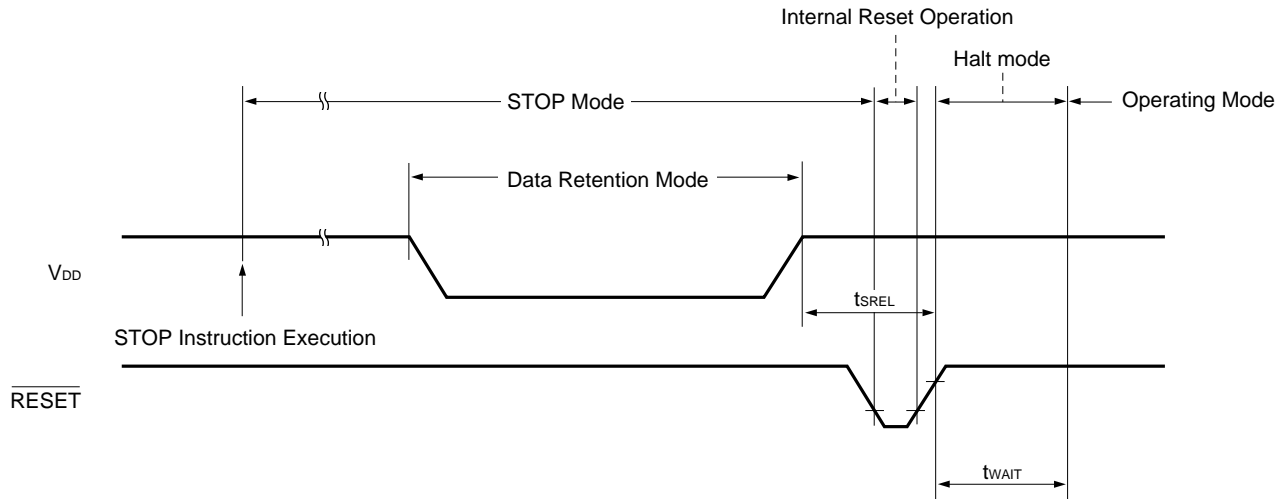 Internal Reset Operation
Halt mode
STOP Mode
Operating Mode
Data Retention Mode
VDD
tSREL
STOP Instruction Execution
RESET
tWAIT